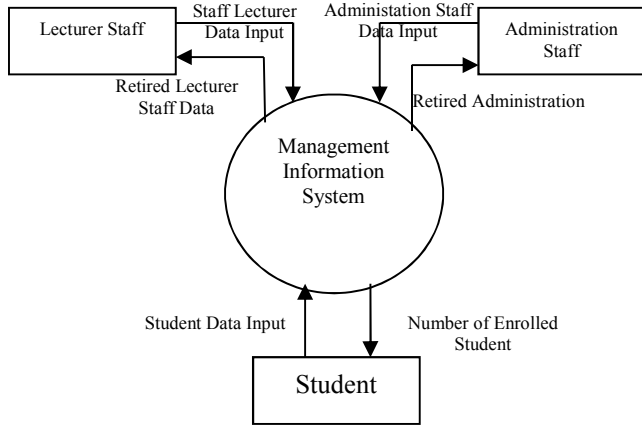 Lecturer Staff
Staff Lecturer
Data Input
Administation Staff
Data Input
Administration
Staff
Retired Lecturer
Staff Data
Retired Administration
Management
Information
System
Student Data Input
Number of Enrolled
Student
Student